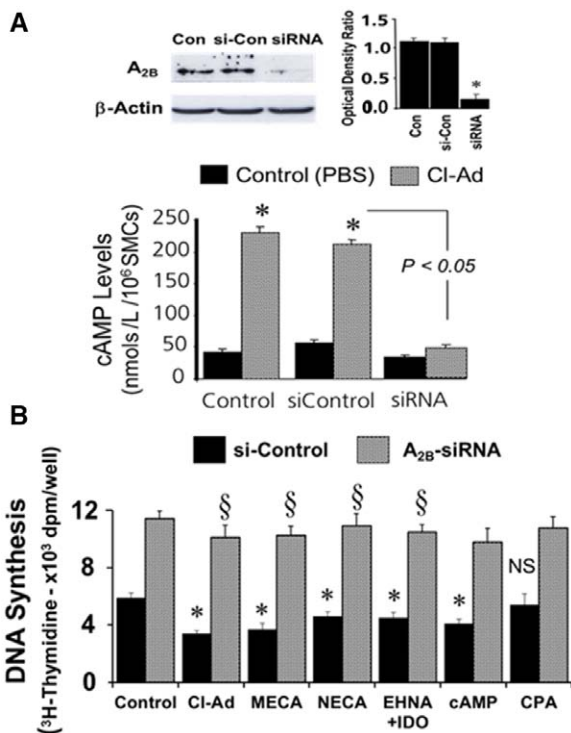 A
Con si-Con siRNA
A2B
β-Actin
Optical Density Ratio
1.5
1.0
0.5
0.0
*
Con
si-Con
siRNA
Control (PBS) Cl-Ad
cAMP Levels
(nmols /L /10⁶ SMCs)
250
200
150
100
50
0
* *
P < 0.05
Control siControl siRNA
B
si-Control A2B-siRNA
DNA Synthesis
(³H-Thymidine - x10³ dpm/well)
12
8
4
0
§ § § §
* * * * *
NS
Control Cl-Ad MECA NECA EHNA +IDO cAMP CPA